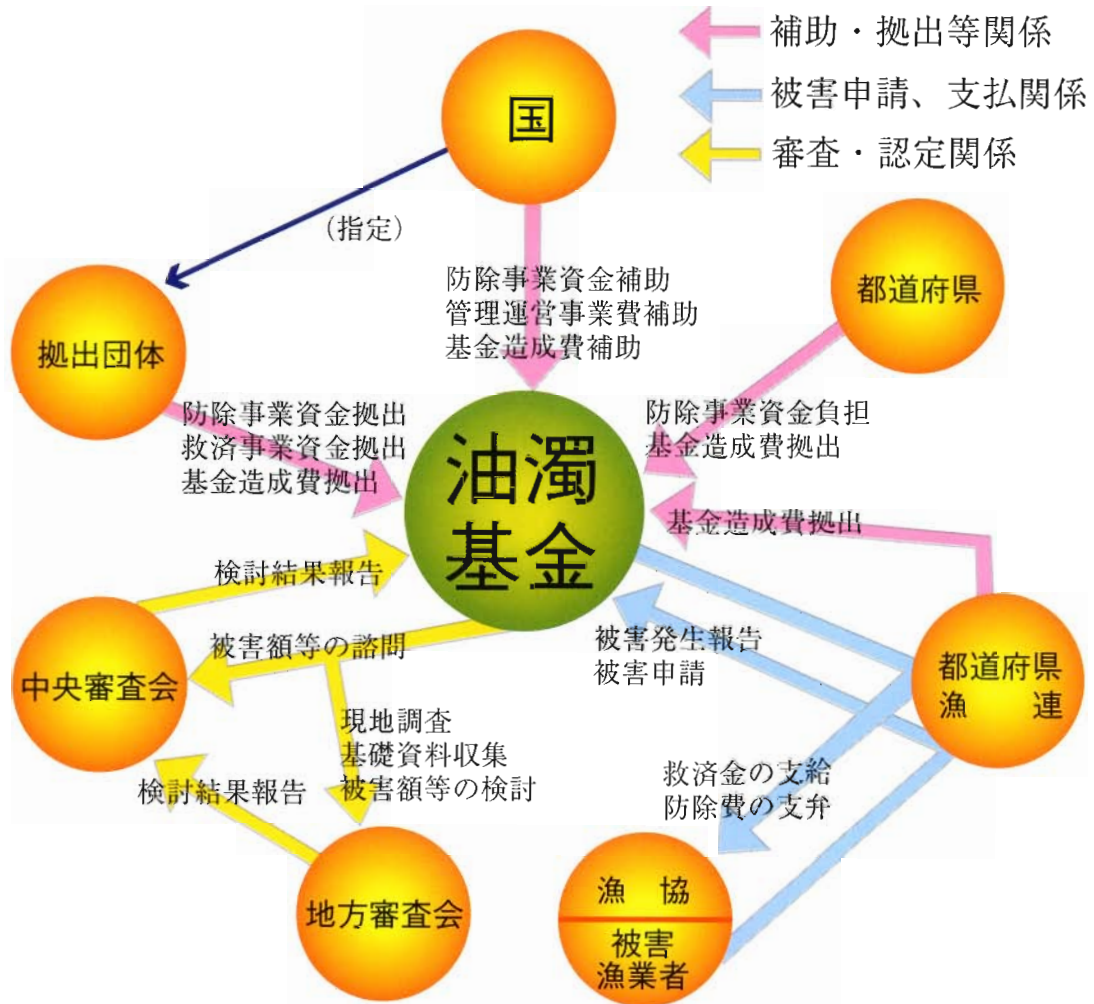 補助・拠出等関係
被害申請、支払関係
審査・認定関係
国
(指定)
防除事業資金補助
管理運営事業費補助
基金造成費補助
都道府県
拠出団体
防除事業資金拠出
救済事業資金拠出
基金造成費拠出
防除事業資金負担
基金造成費拠出
油濁
基金
基金造成費拠出
検討結果報告
被害額等の諮問
中央審査会
被害発生報告
被害申請
都道府県
漁 連
現地調査
基礎資料収集
被害額等の検討
検討結果報告
救済金の支給
防除費の支弁
地方審査会
漁 協
被害
漁業者